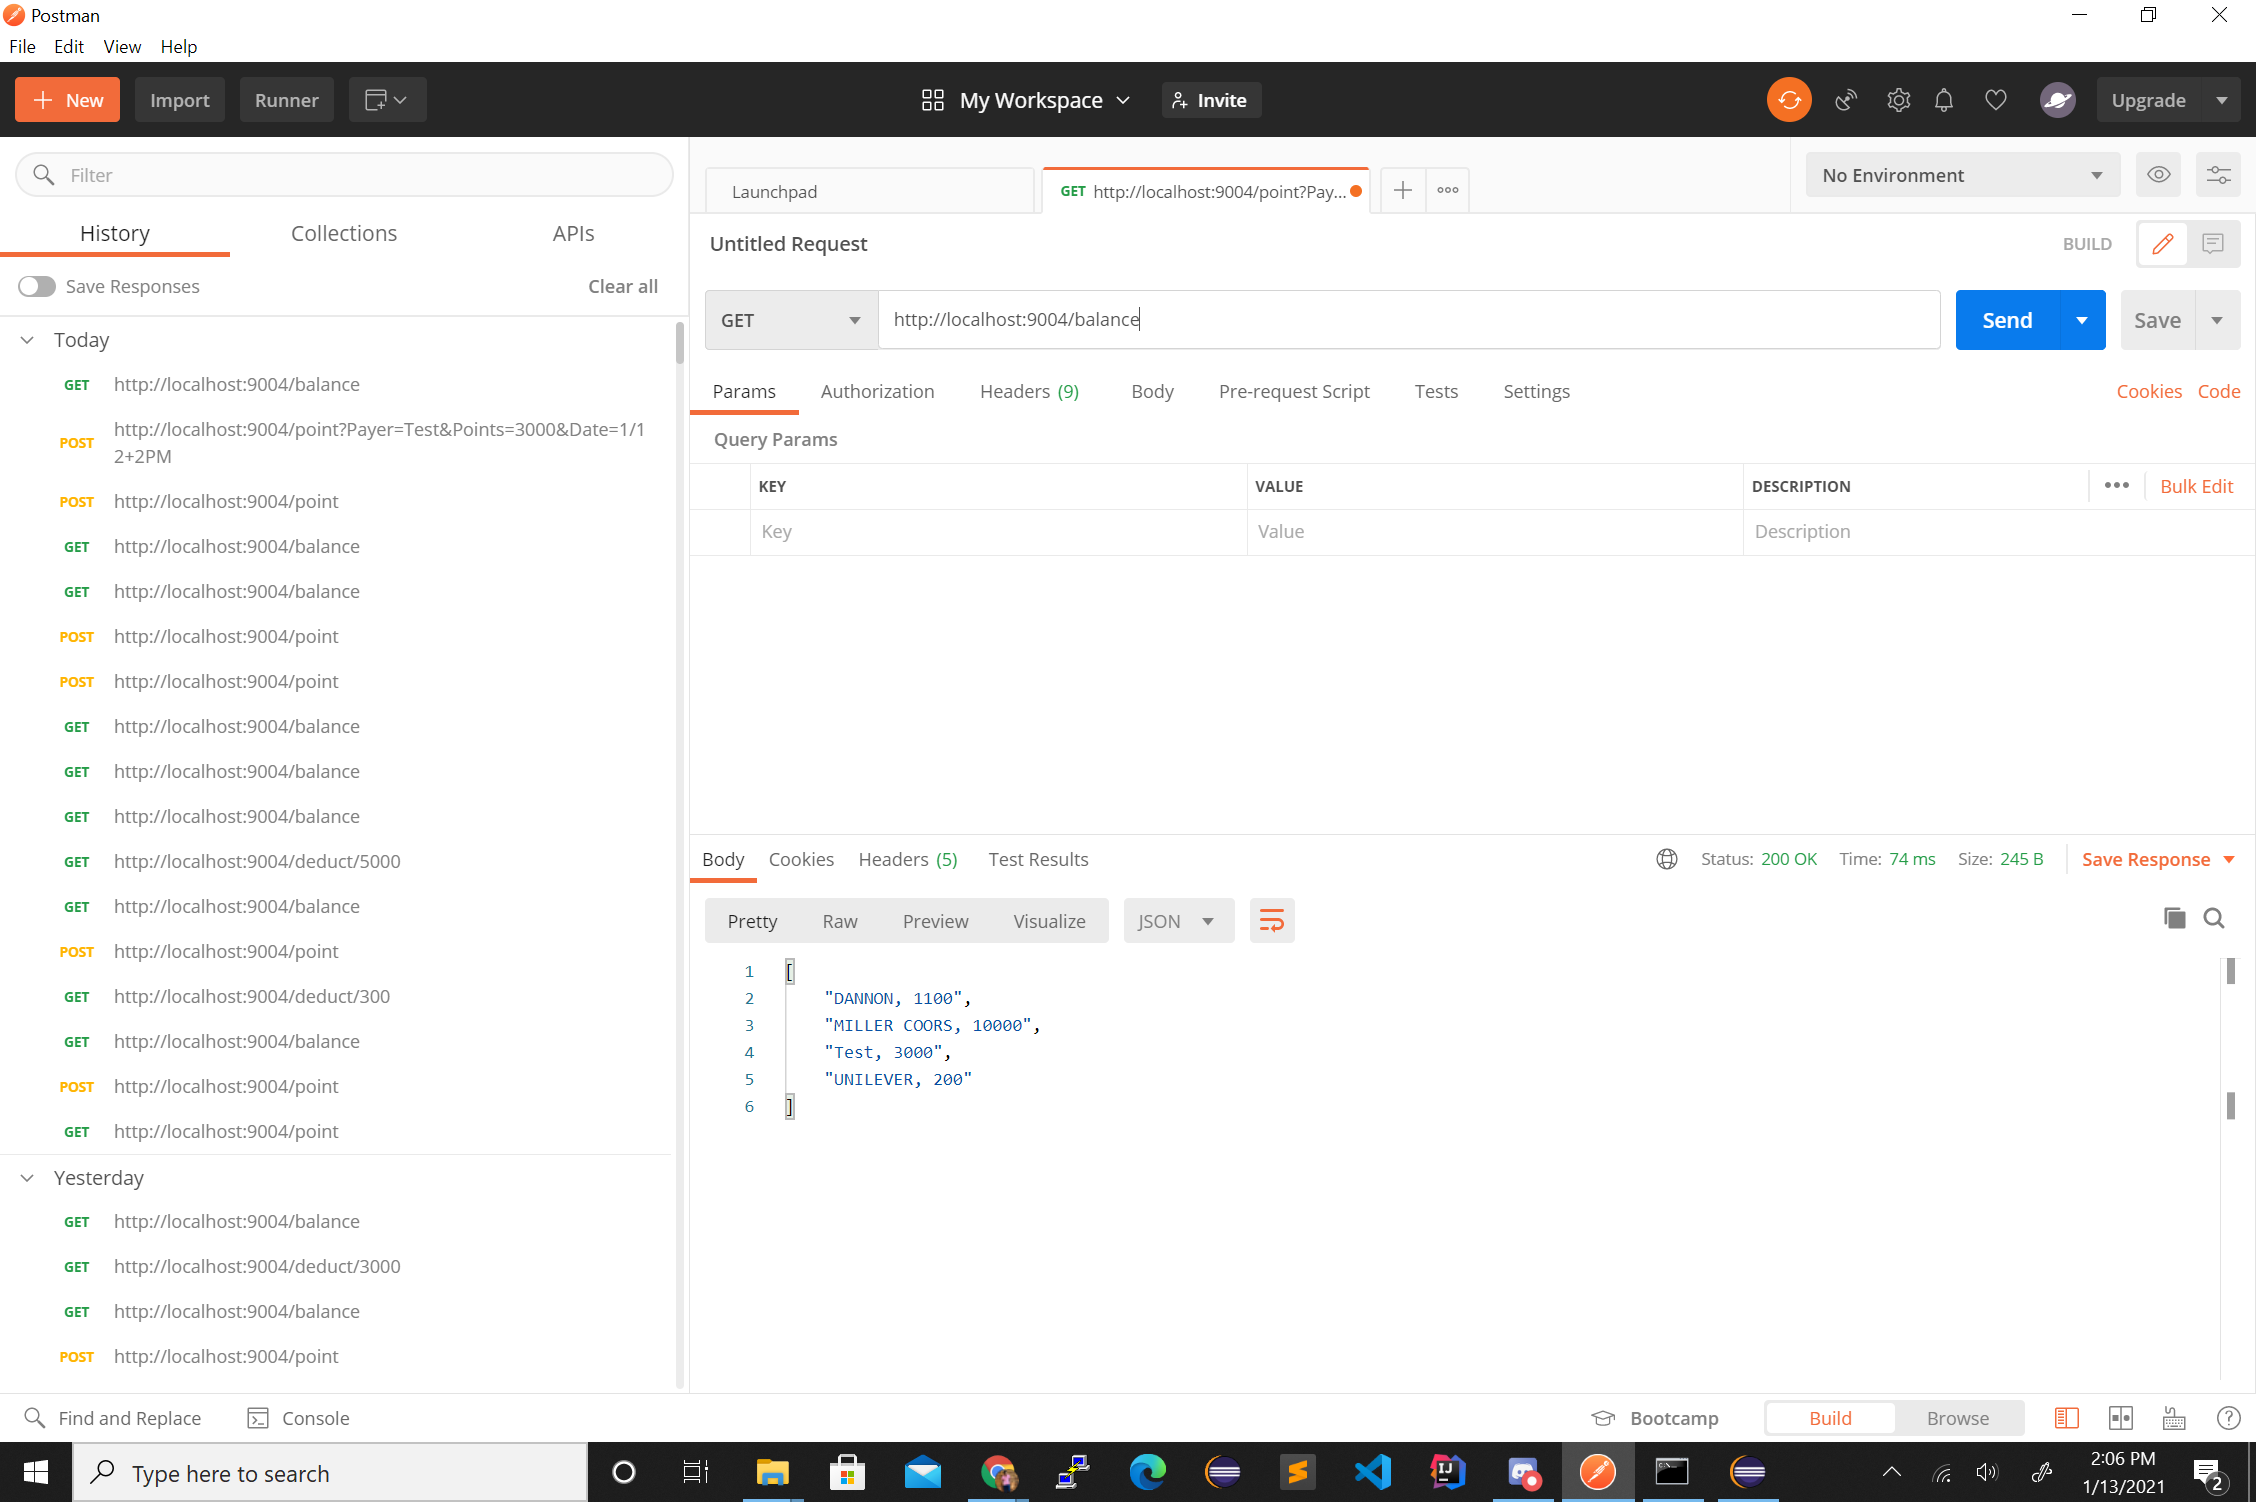 Postman
File Edit View Help
New Import Runner My Workspace Invite Upgrade
Filter
History Collections APIs
Save Responses Clear all
Today
GET http://localhost:9004/balance
POST http://localhost:9004/point?Payer=Test&Points=3000&Date=1/1
2+2PM
POST http://localhost:9004/point
GET http://localhost:9004/balance
GET http://localhost:9004/balance
POST http://localhost:9004/point
POST http://localhost:9004/point
GET http://localhost:9004/balance
GET http://localhost:9004/balance
GET http://localhost:9004/balance
GET http://localhost:9004/deduct/5000
GET http://localhost:9004/balance
POST http://localhost:9004/point
GET http://localhost:9004/deduct/300
GET http://localhost:9004/balance
POST http://localhost:9004/point
GET http://localhost:9004/point
Yesterday
GET http://localhost:9004/balance
GET http://localhost:9004/deduct/3000
GET http://localhost:9004/balance
POST http://localhost:9004/point
Launchpad GET http://localhost:9004/point?Pay... No Environment
Untitled Request BUILD
GET http://localhost:9004/balance Send Save
Params Authorization Headers (9) Body Pre-request Script Tests Settings Cookies Code
Query Params
KEY VALUE DESCRIPTION Bulk Edit
Key Value Description
Body Cookies Headers (5) Test Results Status: 200 OK Time: 74 ms Size: 245 B Save Response
Pretty Raw Preview Visualize JSON
1 [
2 "DANNON, 1100",
3 "MILLER COORS, 10000",
4 "Test, 3000",
5 "UNILEVER, 200"
6 ]
Find and Replace Console Bootcamp Build Browse
Type here to search
2:06 PM
1/13/2021
2